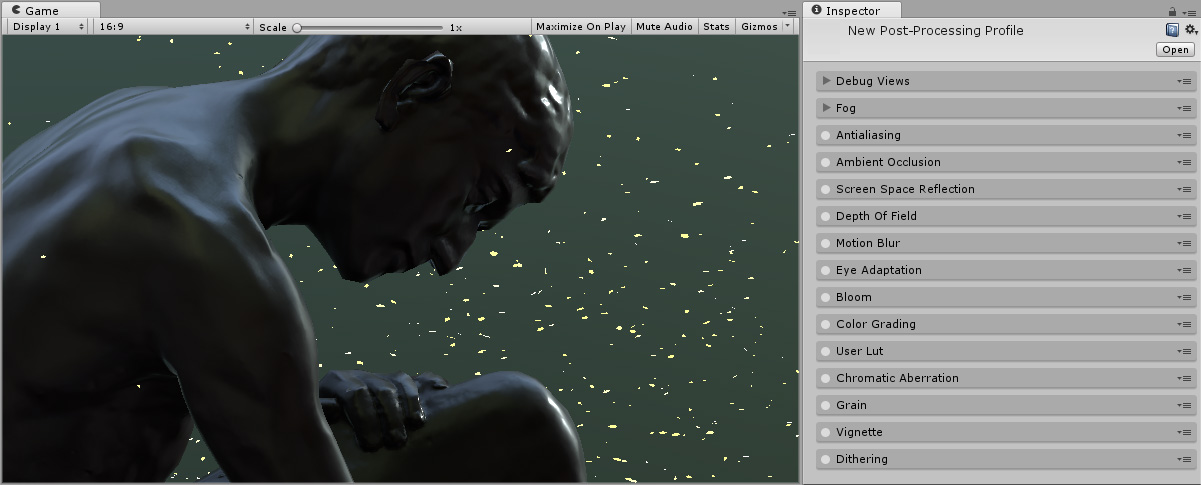 Game
Display 1 16:9 Scale 1x Maximize On Play Mute Audio Stats Gizmos
Inspector
New Post-Processing Profile
Open
Debug Views
Fog
Antialiasing
Ambient Occlusion
Screen Space Reflection
Depth Of Field
Motion Blur
Eye Adaptation
Bloom
Color Grading
User Lut
Chromatic Aberration
Grain
Vignette
Dithering